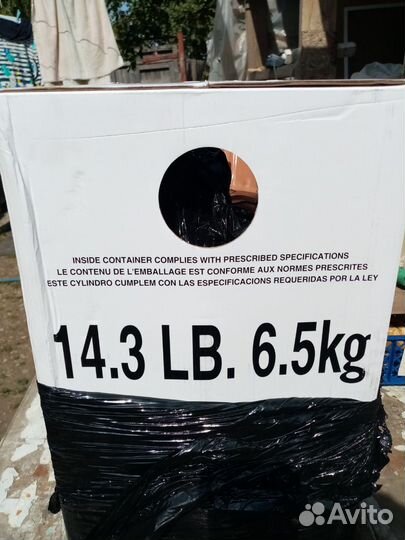 INSIDE CONTAINER COMPLIES WITH PRESCRIBED SPECIFICATIONS
LE CONTENU DE L'EMBALLAGE EST CONFORME AUX NORMES PRESCRITES
ESTE CYLINDRO CUMPLEM CON LAS ESPECIFICACIONES REQUERIDAS POR LA LEY
14.3 LB. 6.5kg
Avito